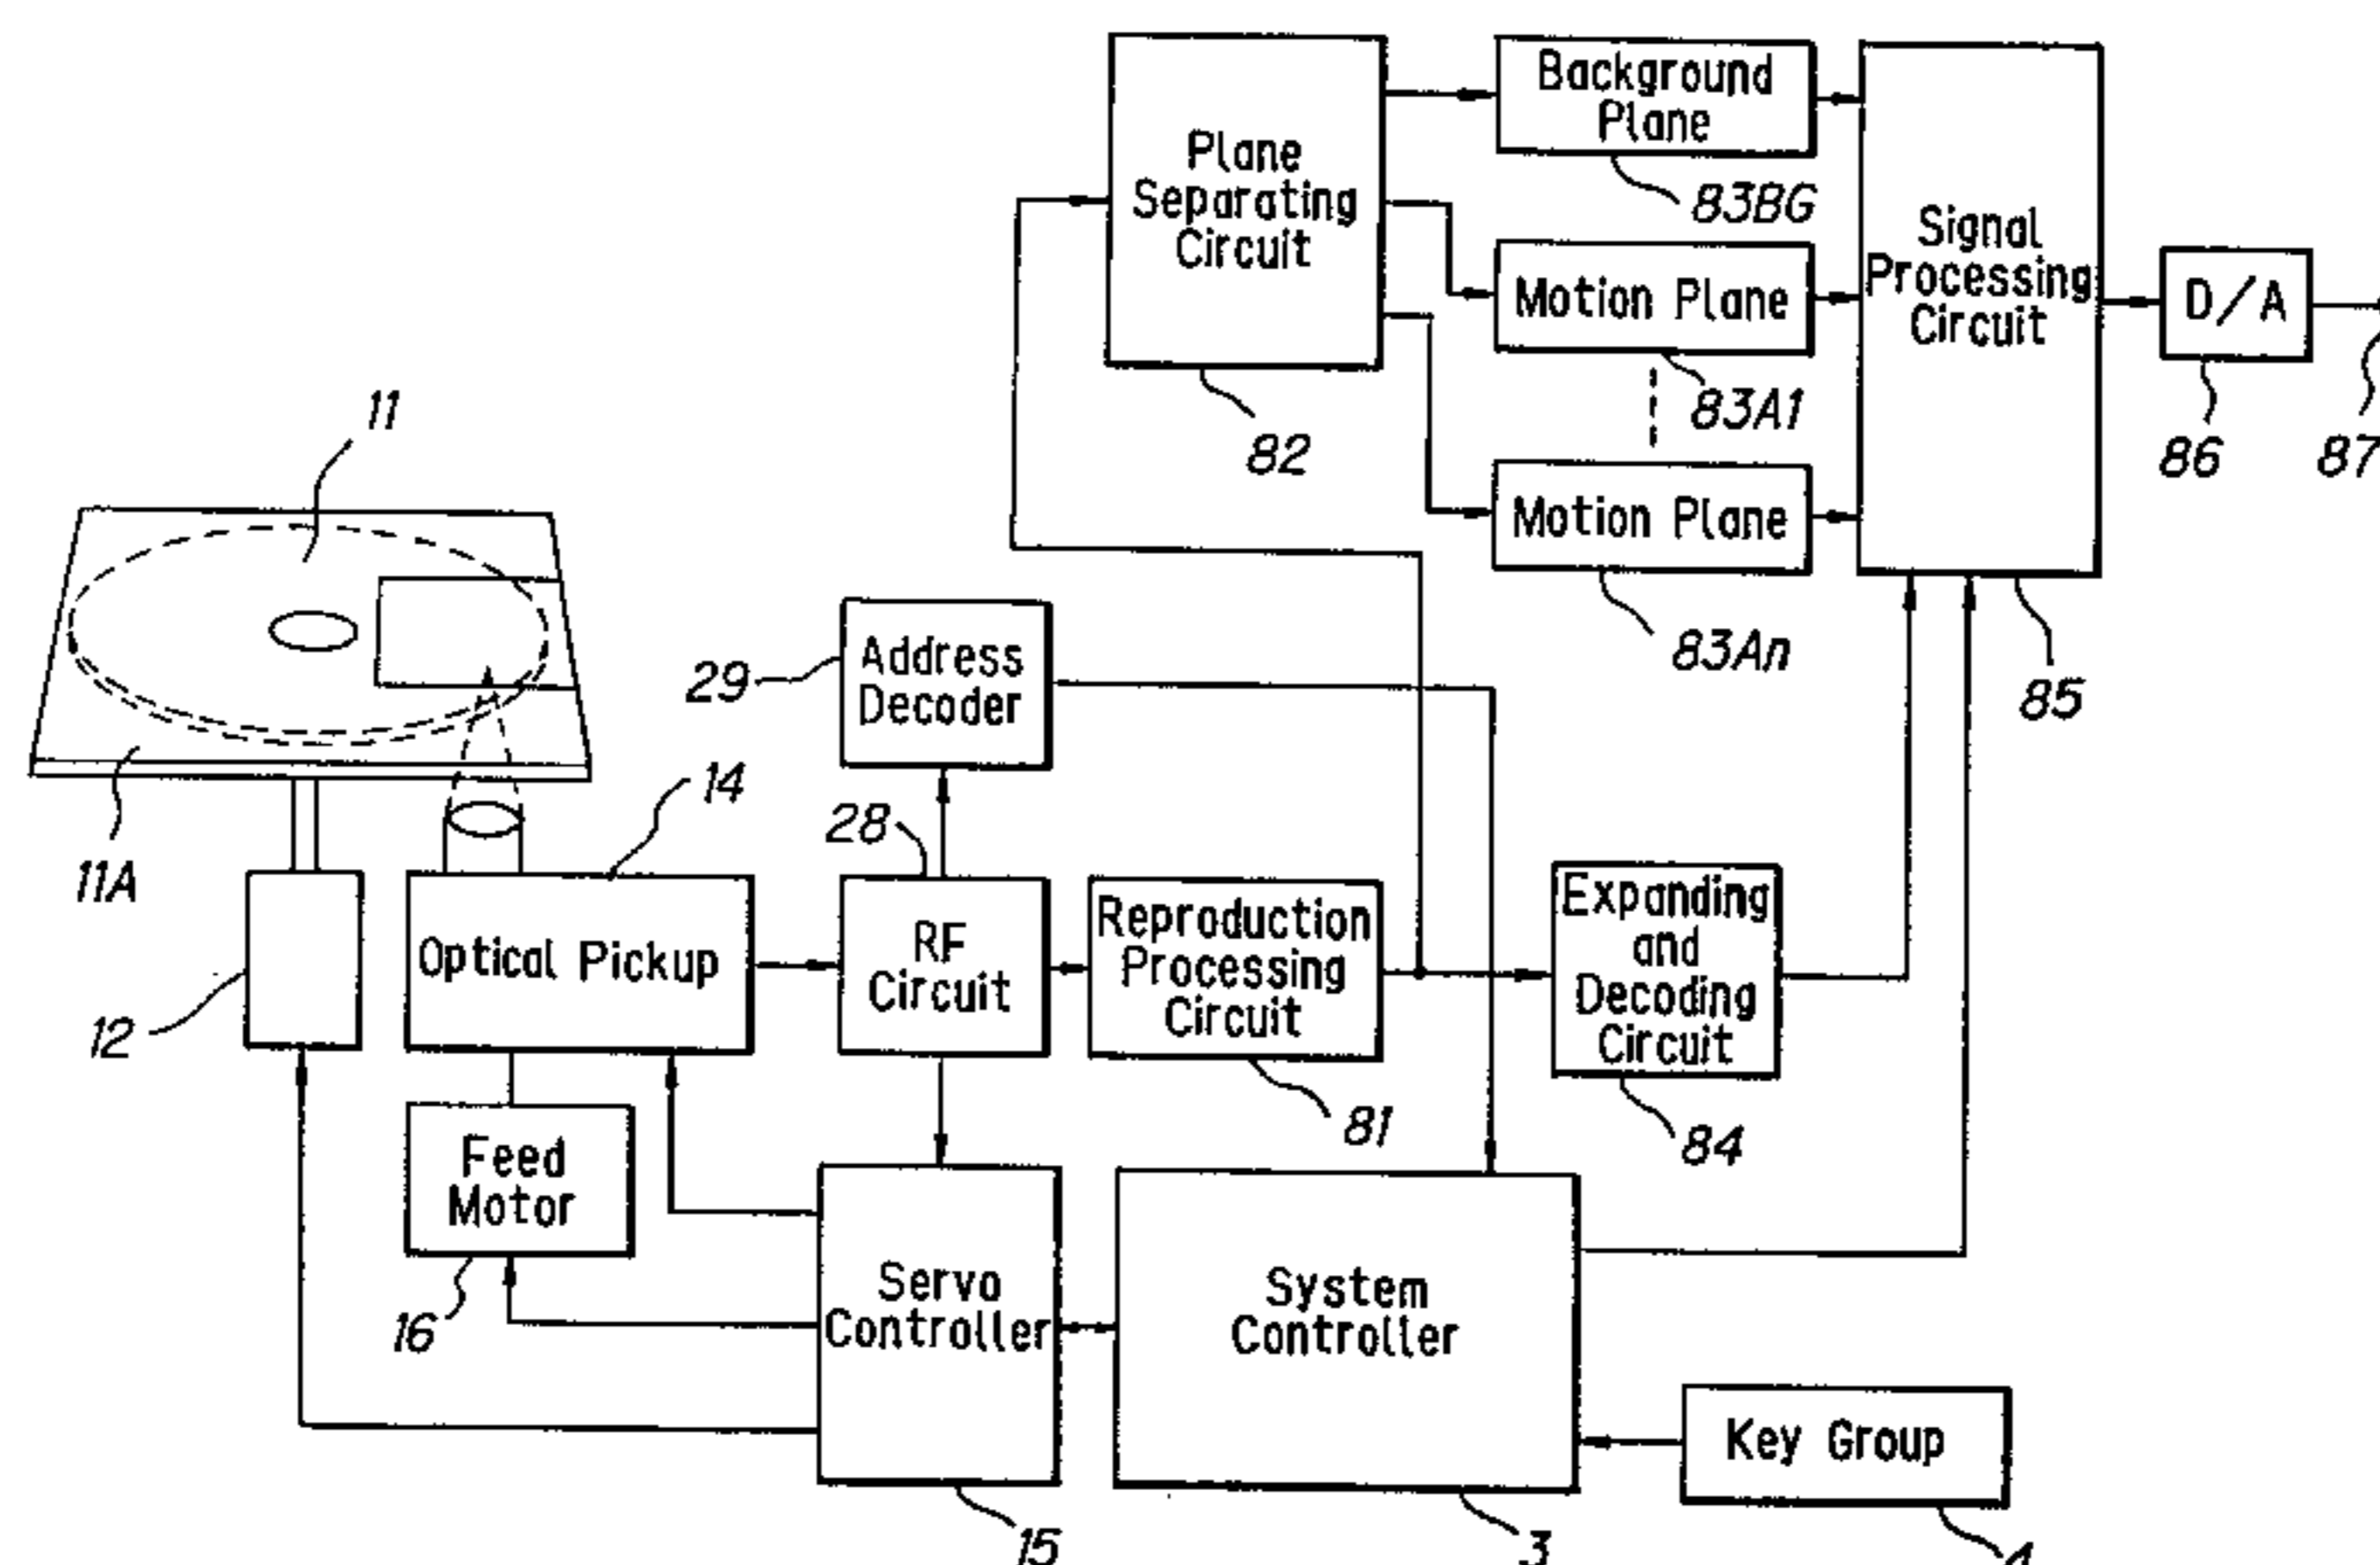 Background
Plane
83BG
Plane
Separating
Circuit
82
Motion Plane
83A1
Motion Plane
83An
Signal
Processing
Circuit
85
D/A
86
87
11
11A
12
Address
Decoder
29
14
Optical Pickup
28
RF
Circuit
Reproduction
Processing
Circuit
81
Expanding
and
Decoding
Circuit
84
Feed
Motor
16
Servo
Controller
15
System
Controller
3
Key Group
4